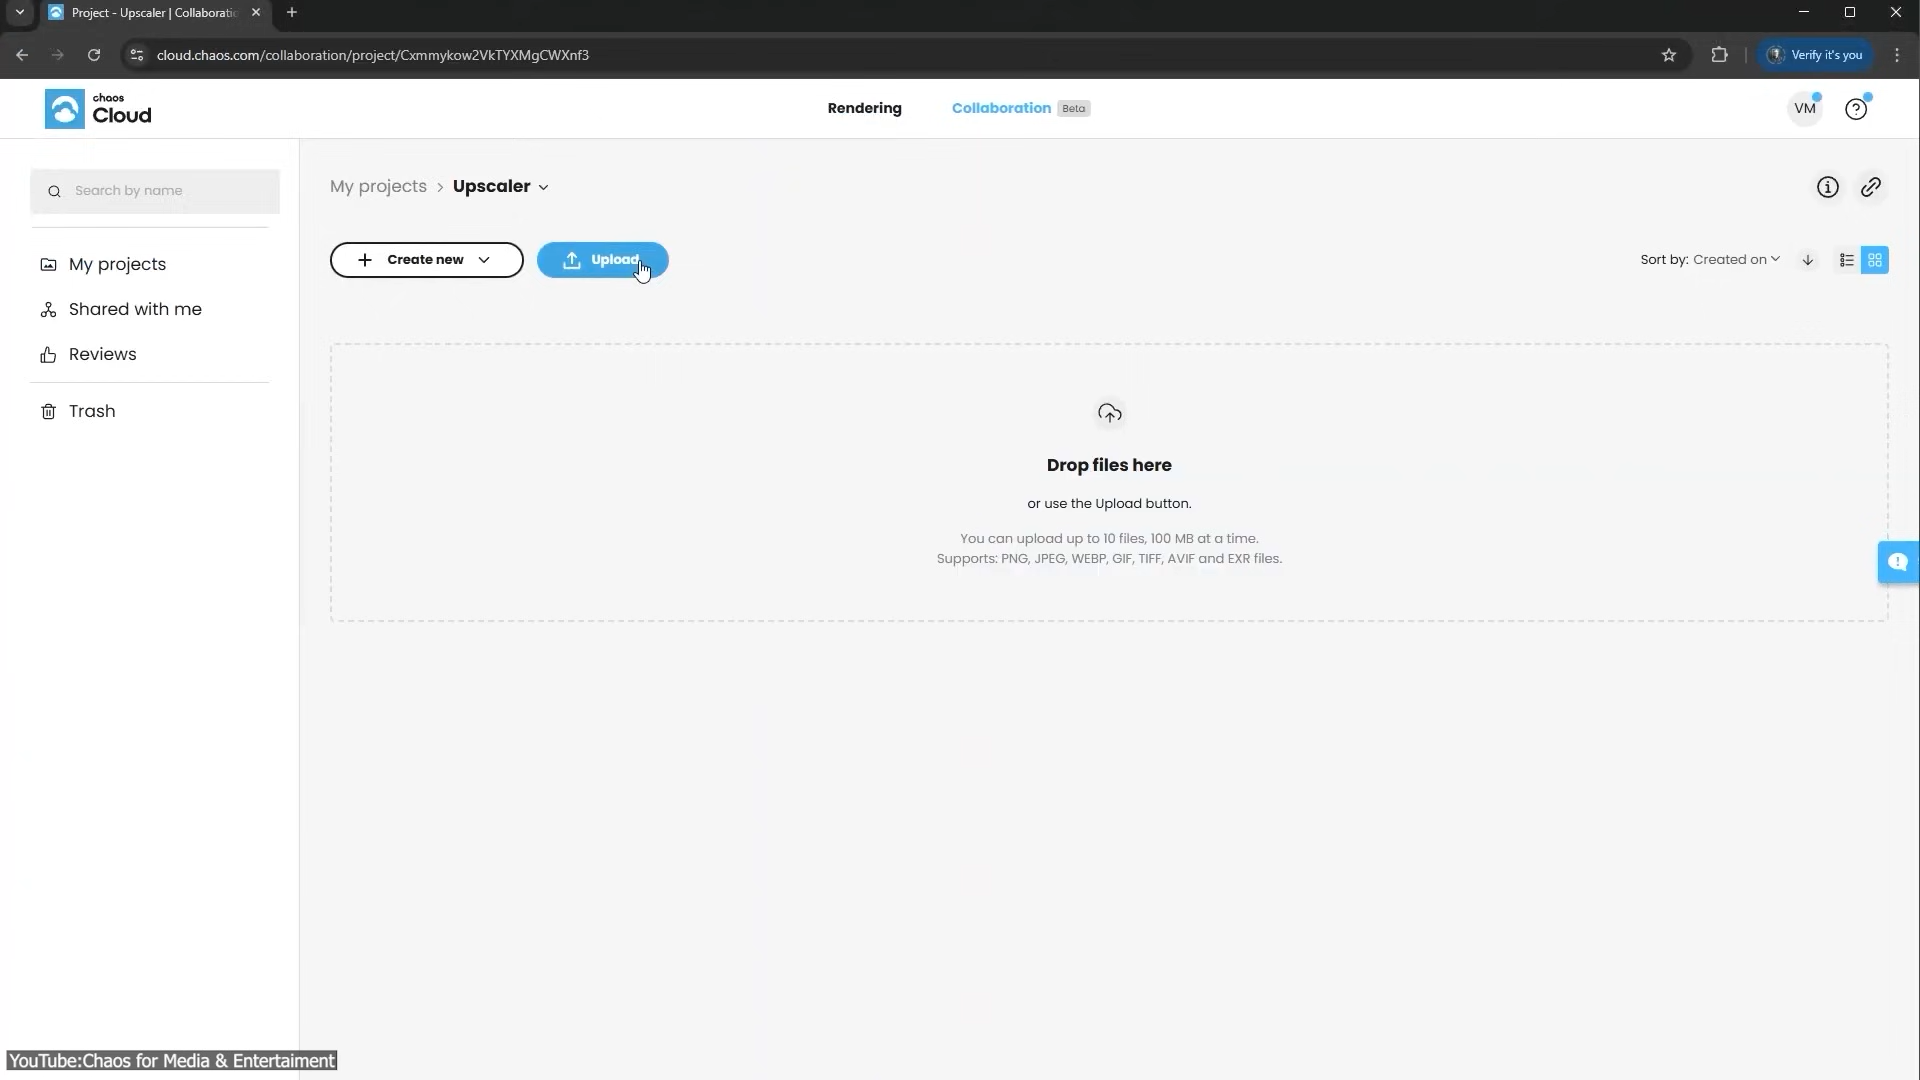 Project - Upscaler | Collaboratio
cloud.chaos.com/collaboration/project/Cxmmykow2VkTYXMgCWXnf3
Verify it's you
chaos
Cloud
Rendering
Collaboration Beta
VM
Search by name
My projects > Upscaler
Create new
Upload
Sort by: Created on
My projects
Shared with me
Reviews
Trash
Drop files here
or use the Upload button.
You can upload up to 10 files, 100 MB at a time.
Supports: PNG, JPEG, WEBP, GIF, TIFF, AVIF and EXR files.
YouTube:Chaos for Media & Entertaiment